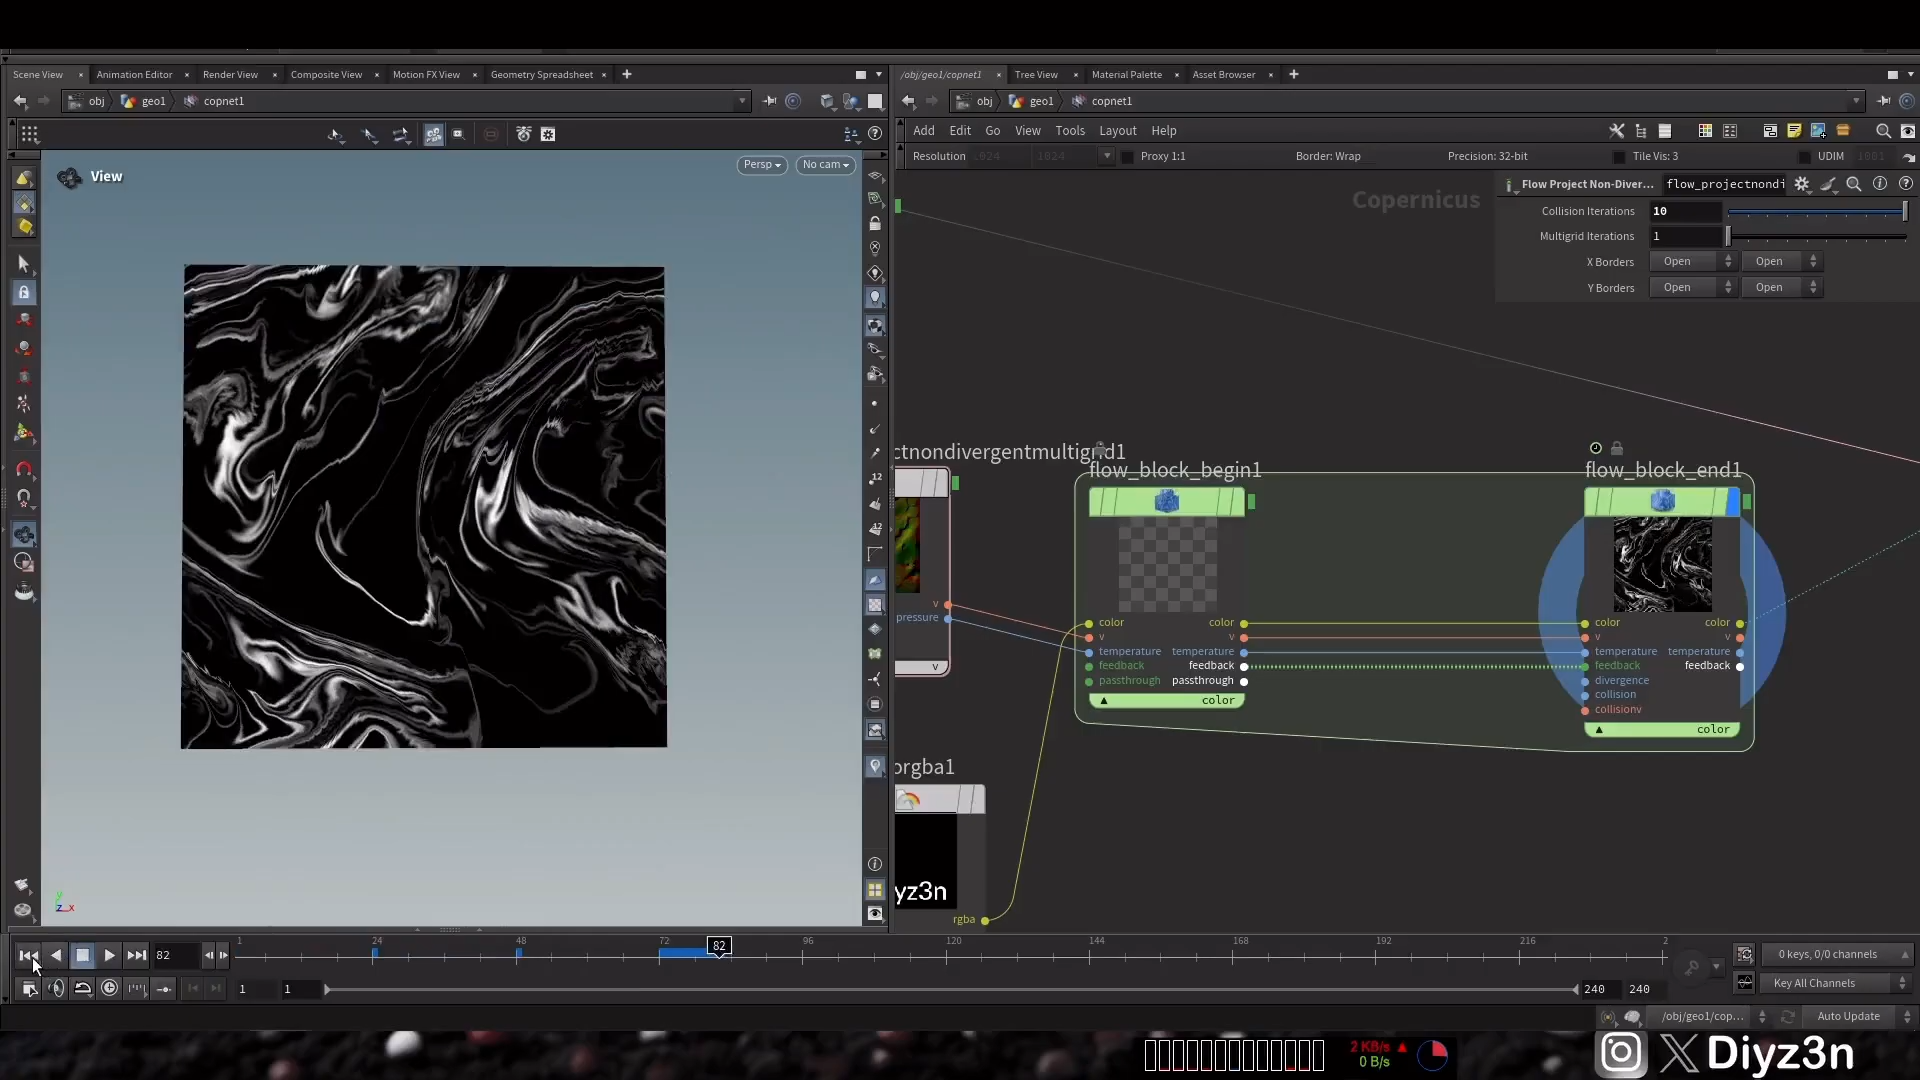 Scene View × Animation Editor × Render View × Composite View × Motion FX View × Geometry Spreadsheet ×
/obj/geo1/copnet1 × Tree View × Material Palette × Asset Browser ×
obj geo1 copnet1
obj geo1 copnet1
Add Edit Go View Tools Layout Help
Resolution 1024 1024 Proxy 1:1 Border: Wrap Precision: 32-bit Tile Vis: 3 UDIM 1001
View
Persp No cam
Copernicus
Flow Project Non-Diver... flow_projectnondi
Collision Iterations 10
Multigrid Iterations 1
X Borders Open Open
Y Borders Open Open
12
12
ctnondivergentmultigrid1
v
pressure
v
flow_block_begin1
color color
v v
temperature temperature
feedback feedback
passthrough passthrough
color
flow_block_end1
color color
v v
temperature temperature
feedback feedback
divergence
collision
collisionv
color
orgba1
yz3n
rgba
y
z x
82
1 24 48 72 82 96 120 144 168 192 216 2
0 keys, 0/0 channels
1 1 240 240
Key All Channels
/obj/geo1/cop... Auto Update
2 KB/s
0 B/s
Diyz3n